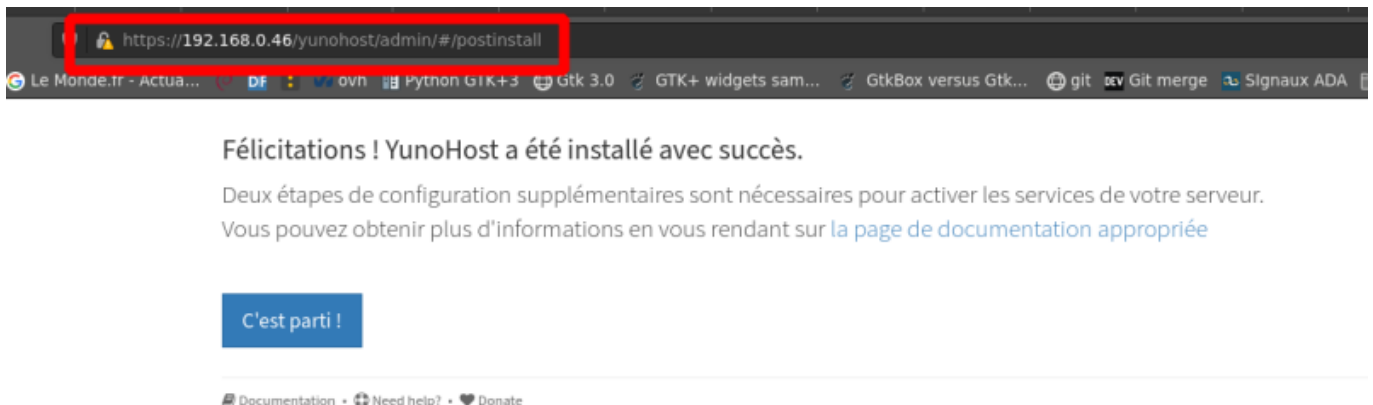 https://192.168.0.46/yunohost/admin/#/postinstall
Le Monde.fr - Actua... DF ovh Python GTK+3 Gtk 3.0 GTK+ widgets sam... GtkBox versus Gtk... git DEV Git merge SIgnaux ADA
Félicitations ! YunoHost a été installé avec succès.
Deux étapes de configuration supplémentaires sont nécessaires pour activer les services de votre serveur.
Vous pouvez obtenir plus d'informations en vous rendant sur la page de documentation appropriée
C'est parti !
Documentation • Need help? • Donate